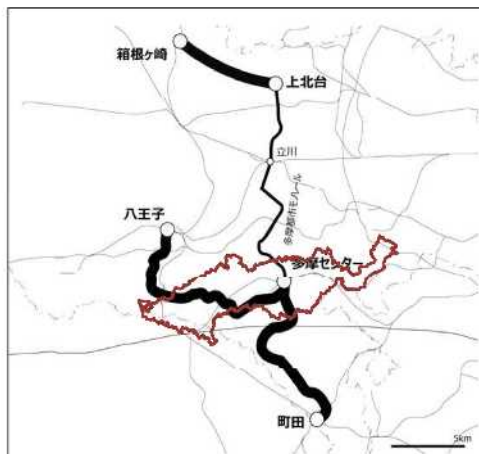 箱根ヶ崎
上北台
立川
多摩都市モノレール
八王子
多摩センター
町田
5km